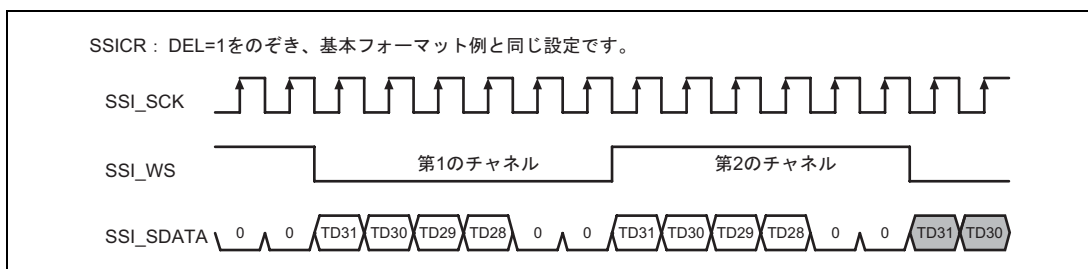 SSICR： DEL=1をのぞき、基本フォーマット例と同じ設定です。
SSI_SCK
SSI_WS 第1のチャネル 第2のチャネル
SSI_SDATA 0 0 TD31 TD30 TD29 TD28 0 0 TD31 TD30 TD29 TD28 0 0 TD31 TD30